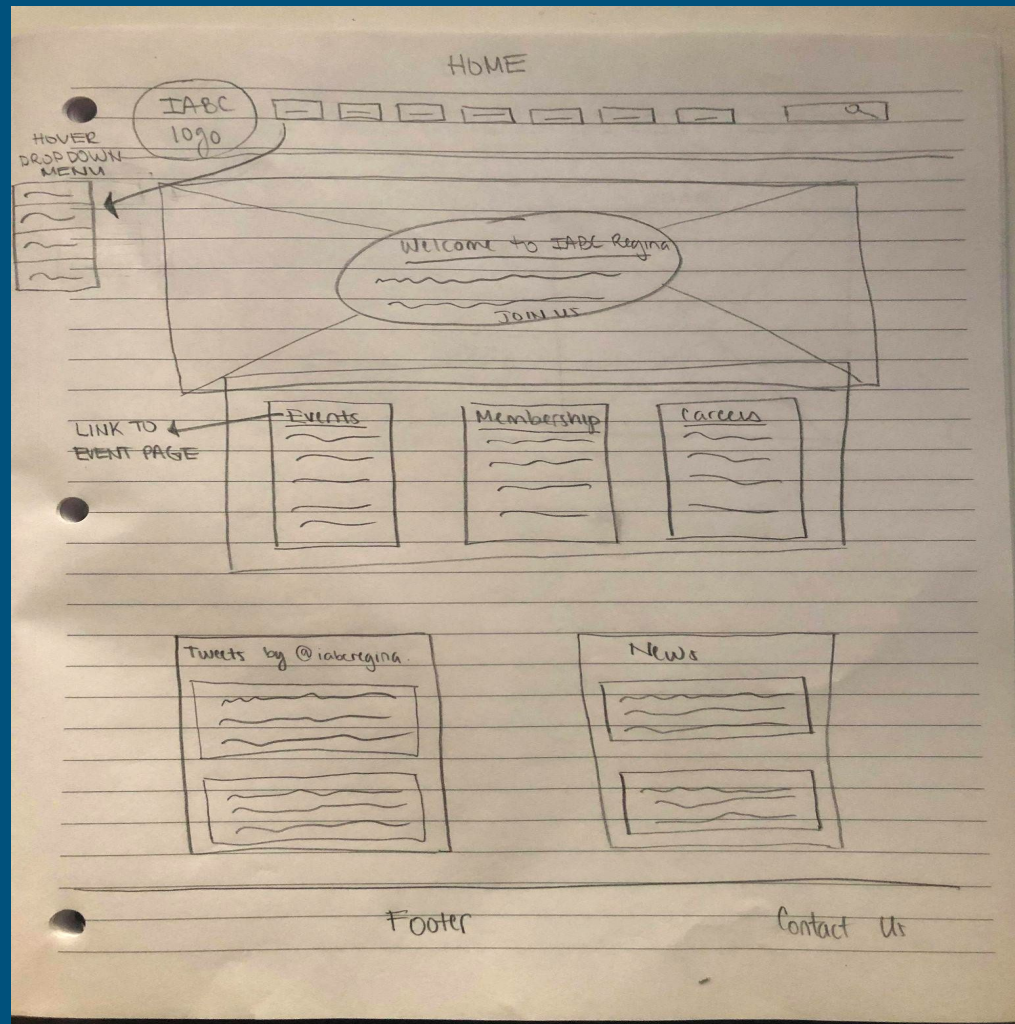 HOME
IABC
logo
HOVER
DROPDOWN
MENU
Welcome to IABC Regina
JOIN US
Events
Membership
Careers
LINK TO
EVENT PAGE
Tweets by @iabcregina.
News
Footer
Contact Us